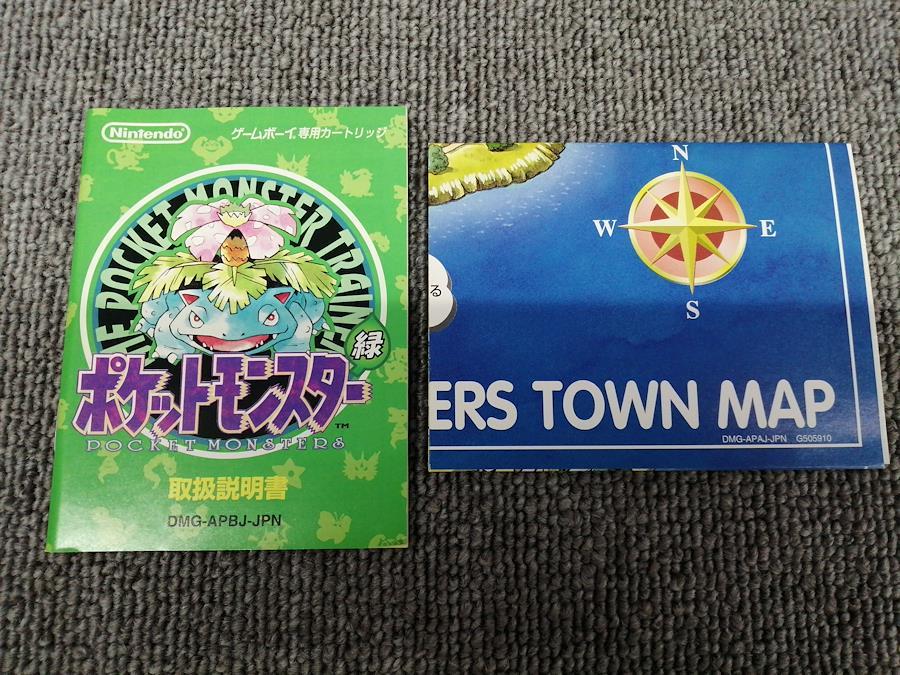 Nintendo®
ゲームボーイ専用カートリッジ
THE POCKET MONSTER TRAINER
緑
ポケットモンスター
TM
POCKET MONSTERS
取扱説明書
DMG-APBJ-JPN
N
W
E
S
る
ERS TOWN MAP
DMG-APAJ-JPN G505910